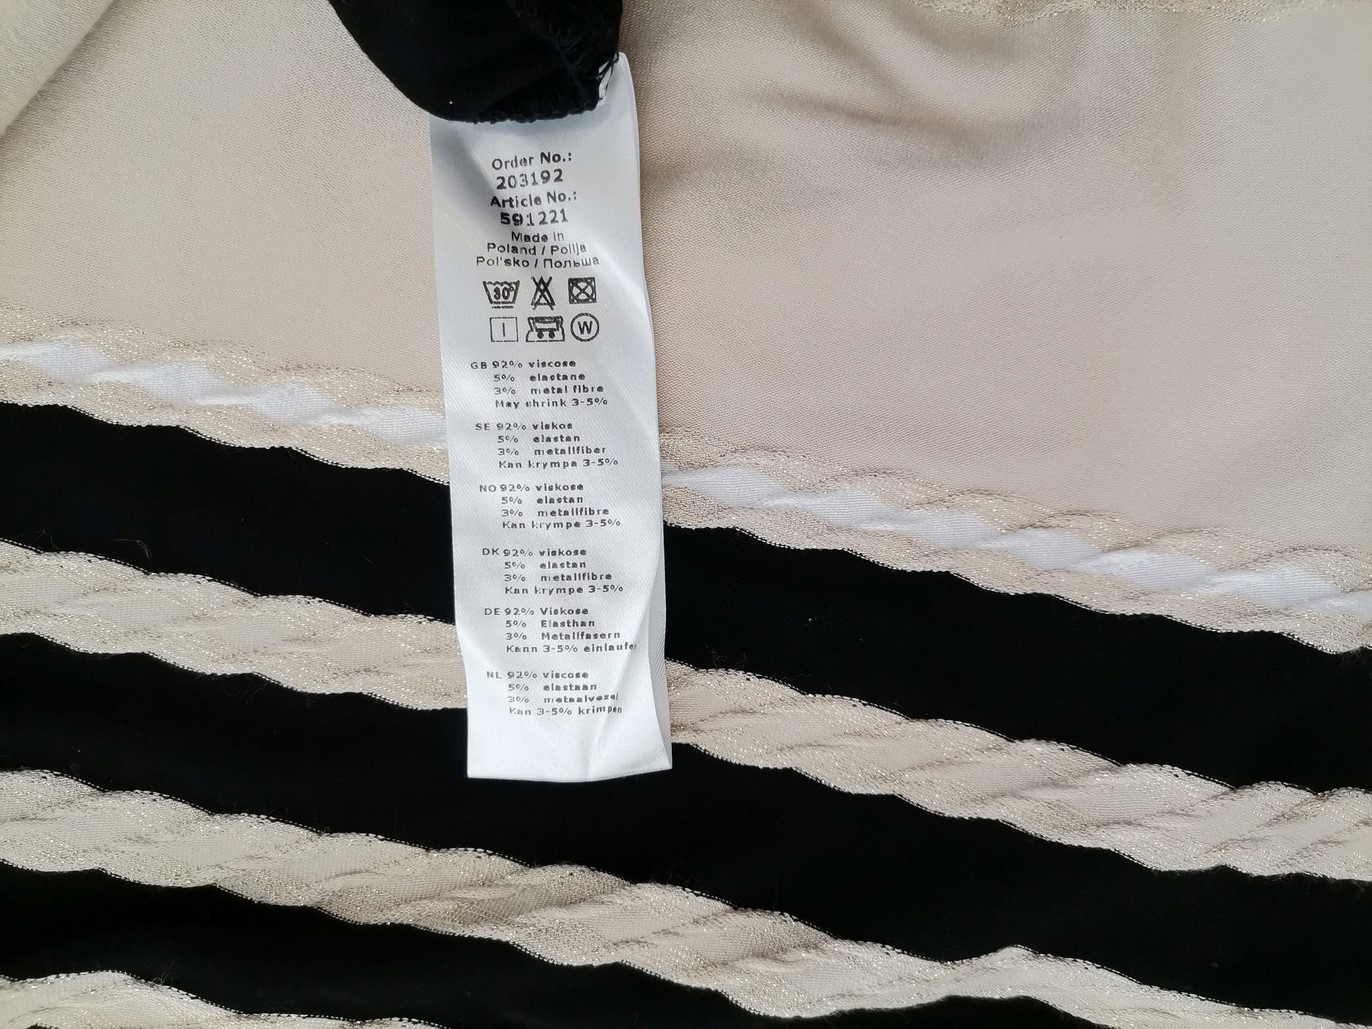 Order No.:
203192
Article No.:
591221
Made in
Poland / Pollja
Pol'sko / Польша
30°
I
W
GB 92% viscose
5% elastane
3% metal fibre
May shrink 3-5%
SE 92% viskos
5% elastan
3% metallfiber
Kan krympa 3-5%
NO 92% viskose
5% elastan
3% metallfibre
Kan krympe 3-5%
DK 92% viskose
5% elastan
3% metallfibre
Kan krympe 3-5%
DE 92% Viskose
5% Elasthan
3% Metallfasern
Kann 3-5% einlaufe
NL 92% viscose
5% elastaan
3% metaalvezel
Kan 3-5% krimpen